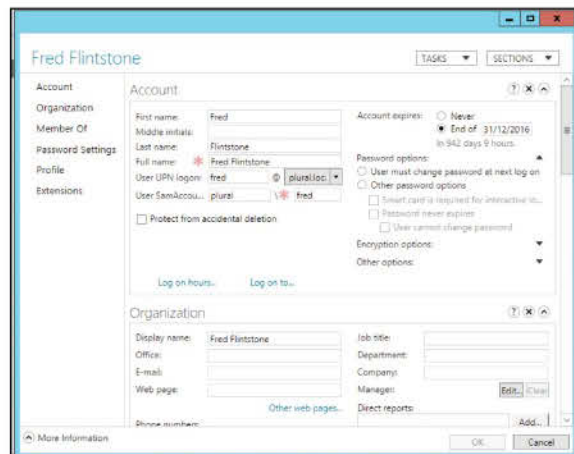 Fred Flintstone
TASKS
SECTIONS
Account
Organization
Member Of
Password Settings
Profile
Extensions
Account
First name: Fred
Middle initials:
Last name: Flintstone
Full name: * Fred Flintstone
User UPN logon: fred @ plural.loc
User SamAccou... plural \ * fred
Protect from accidental deletion
Log on hours...
Log on to...
Account expires: Never
End of 31/12/2016
In 942 days 9 hours.
Password options:
User must change password at next log on
Other password options
Smart card is required for interactive lo...
Password never expires
User cannot change password
Encryption options:
Other options:
Organization
Display name: Fred Flintstone
Office:
E-mail:
Web page:
Other web pages...
Phone numbers:
Job title:
Department:
Company:
Manager: Edit... Clear
Direct reports:
Add...
More Information
OK
Cancel